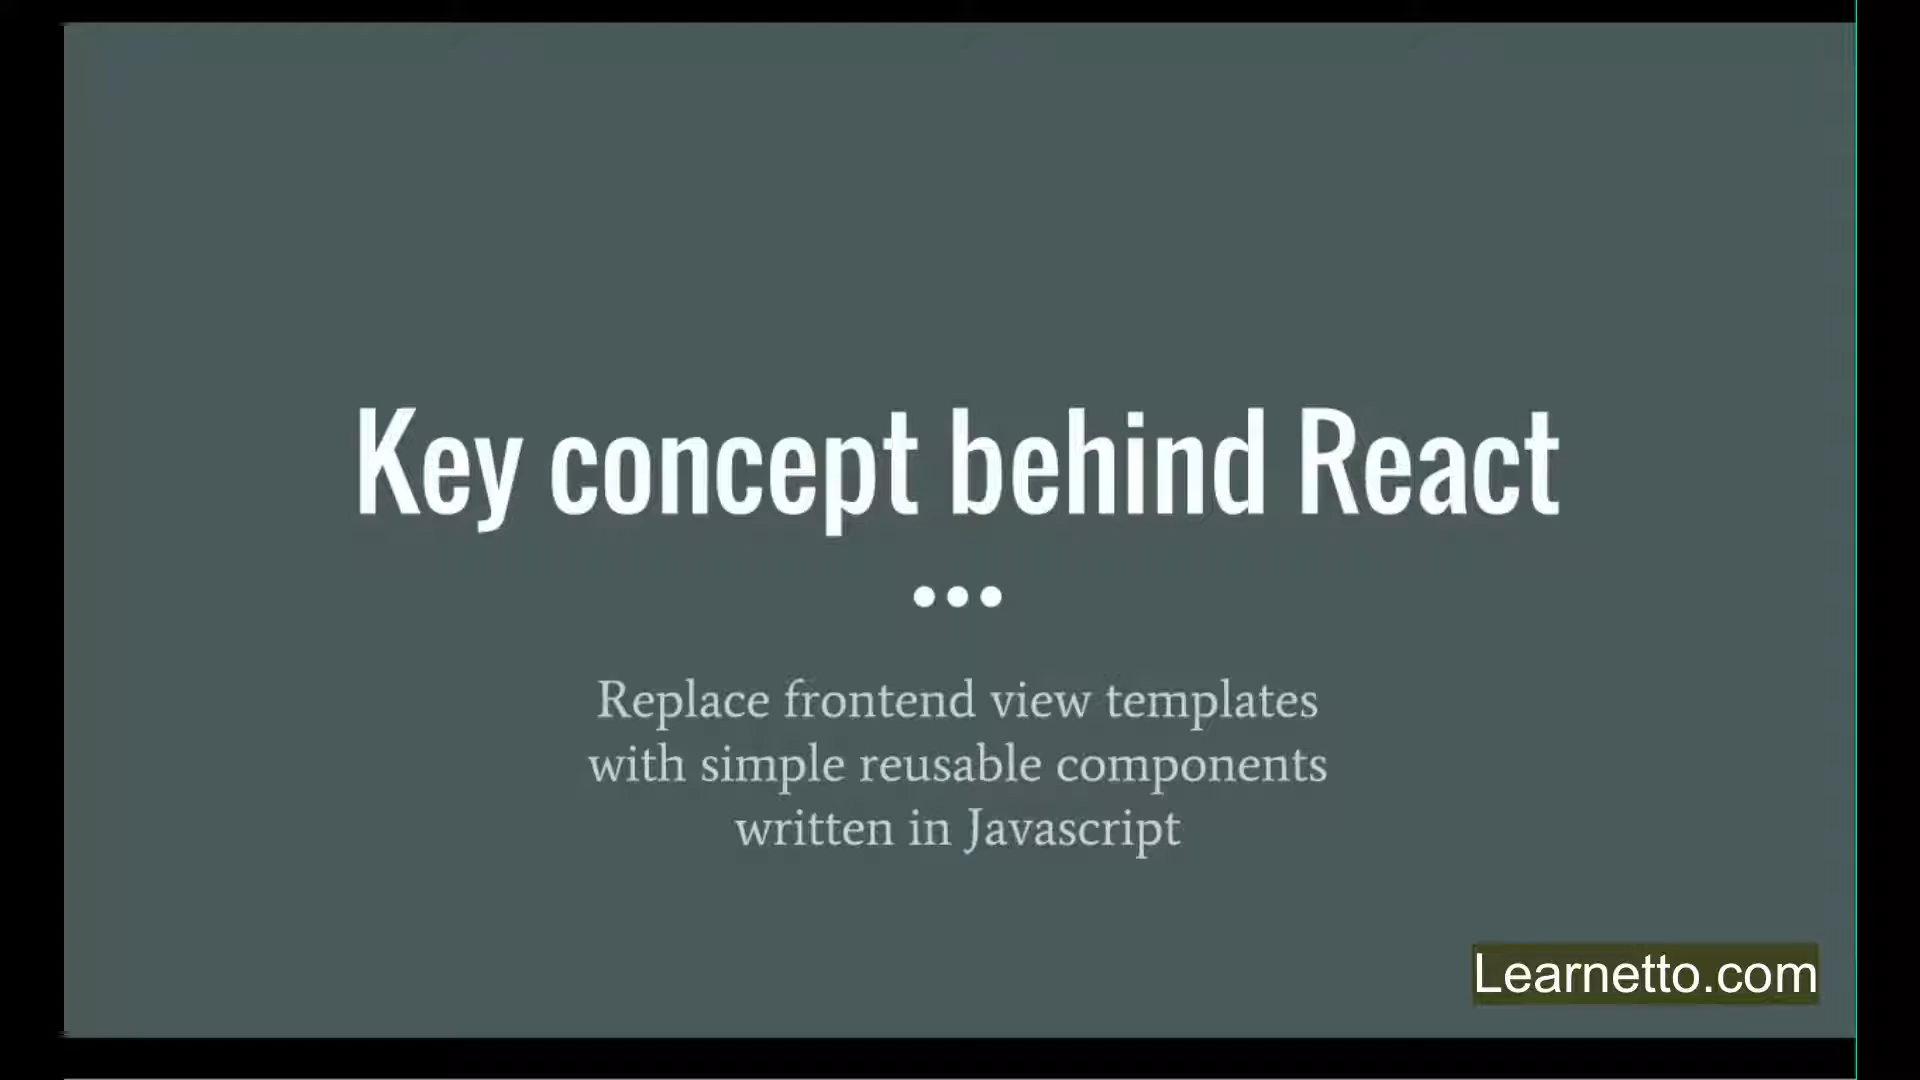 Key concept behind React
Replace frontend view templates
with simple reusable components
written in Javascript
Learnetto.com